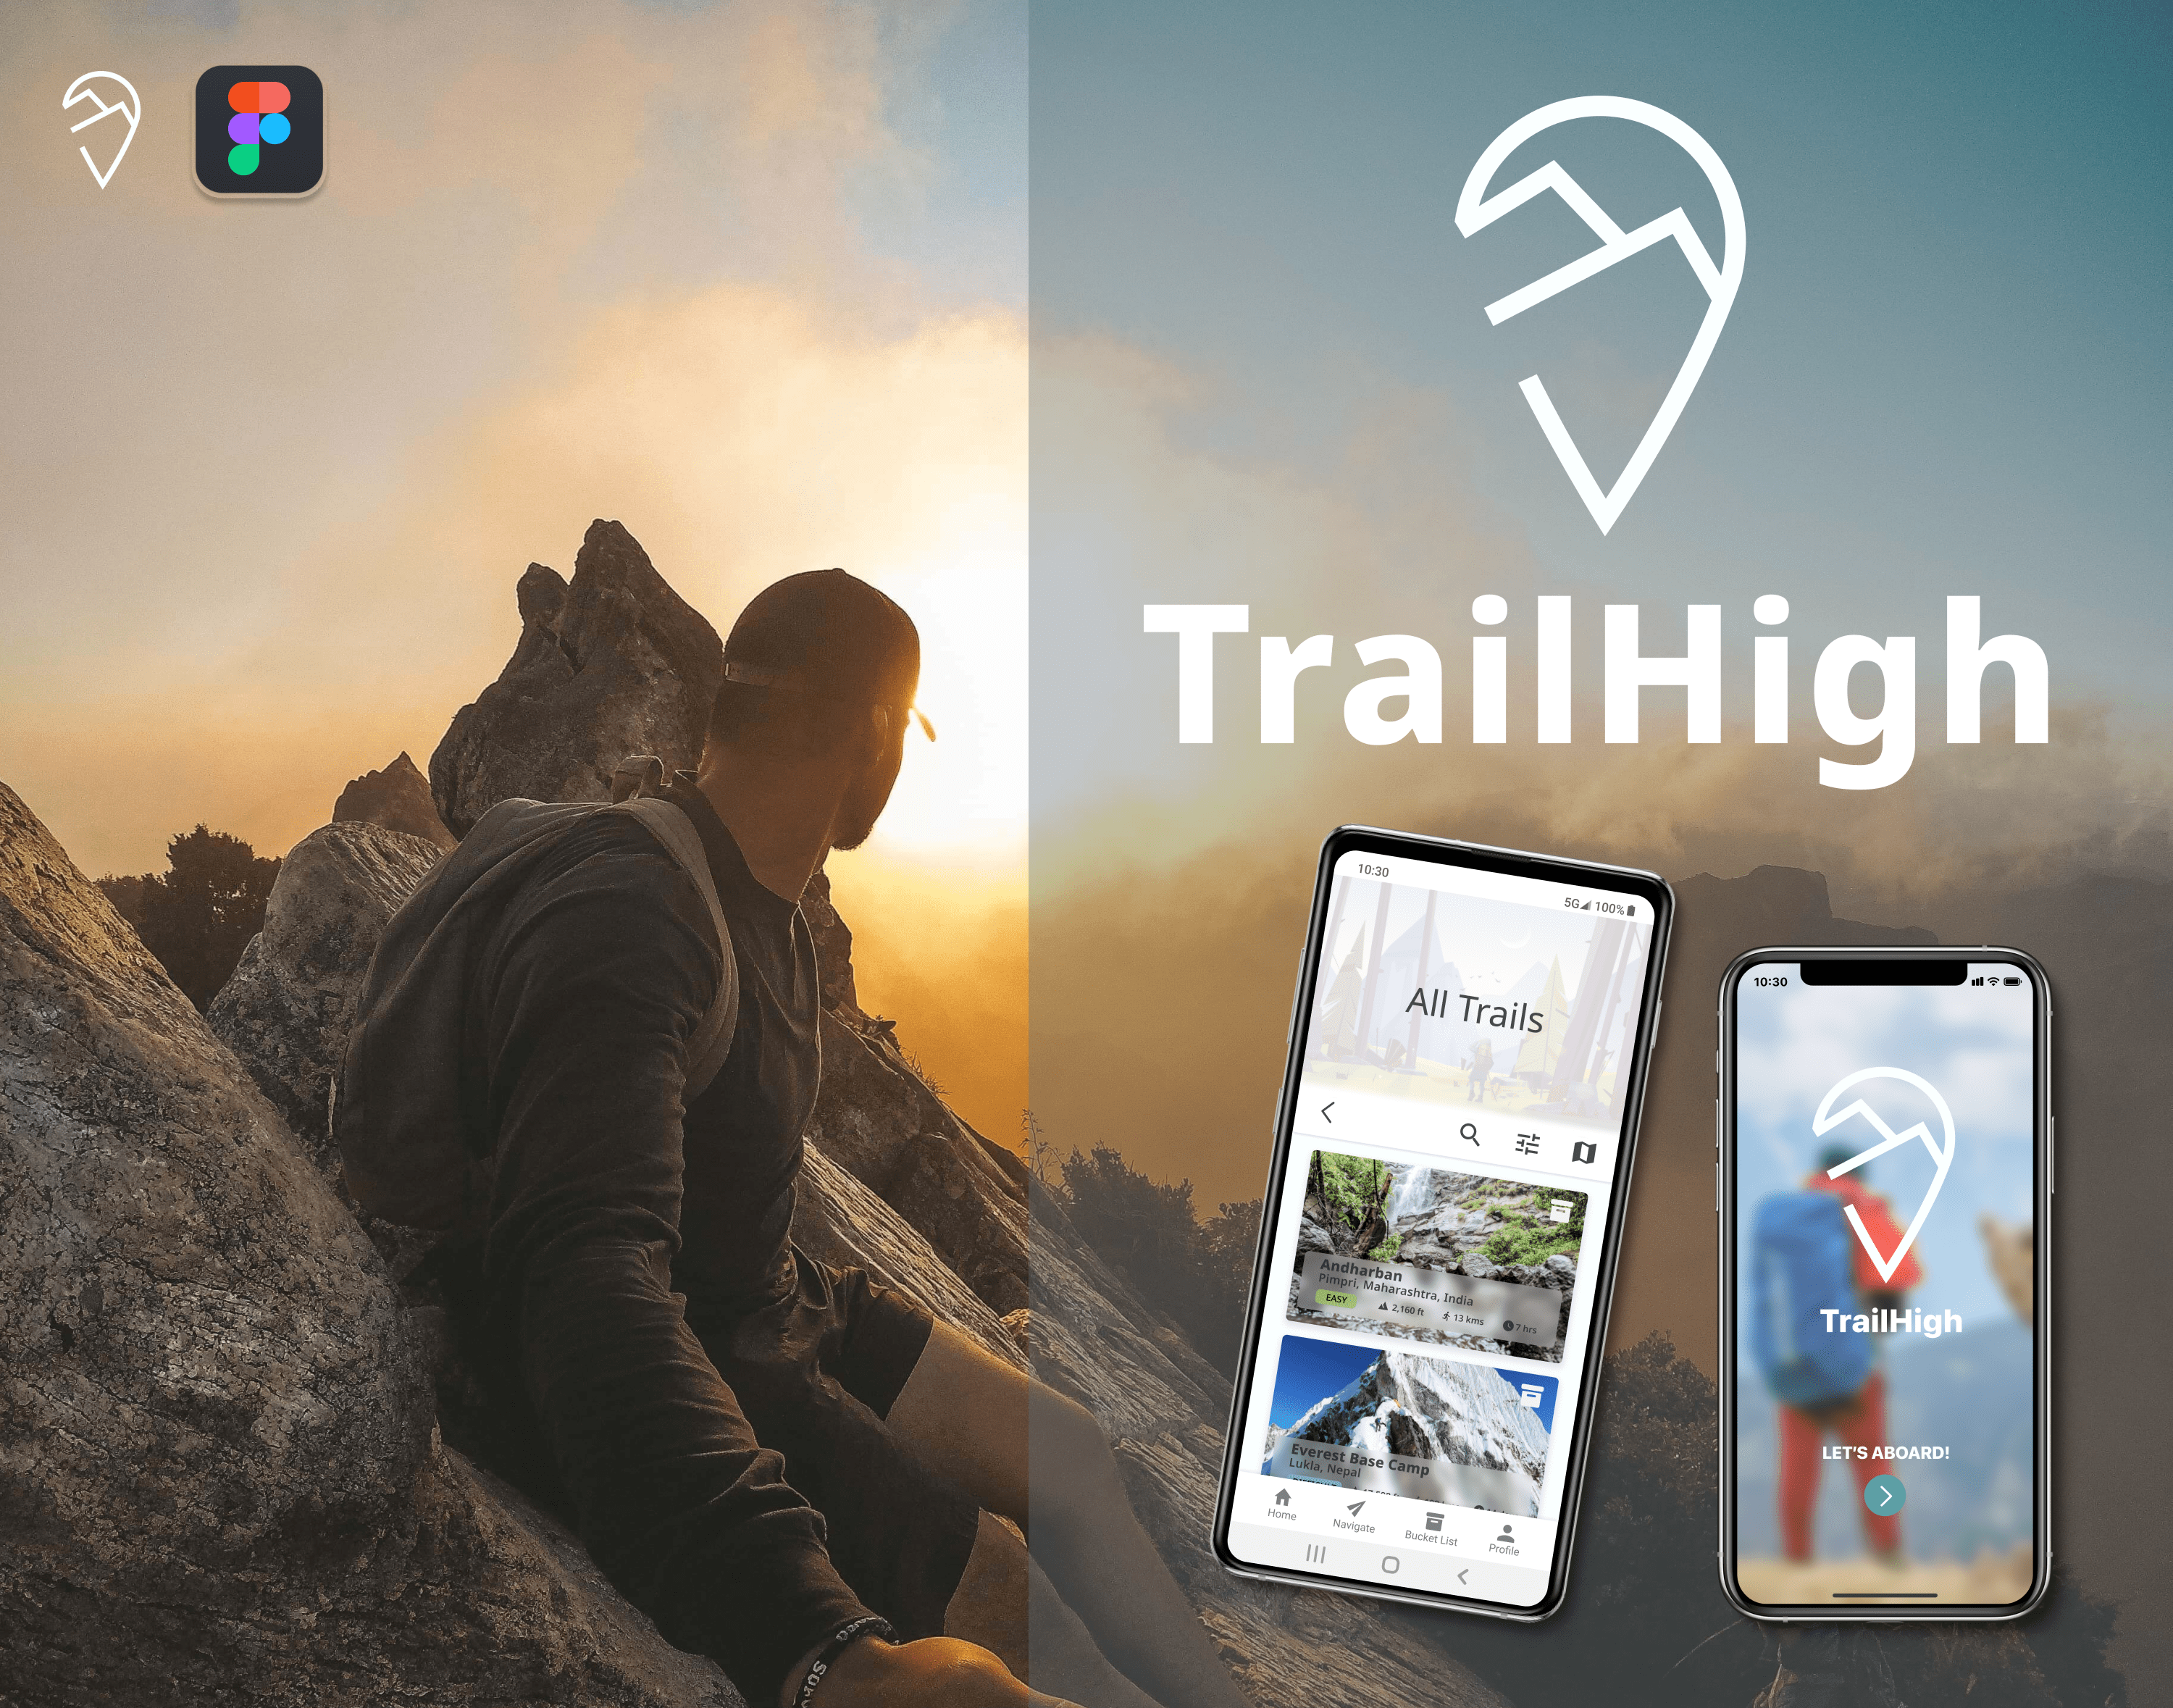 TrailHigh
10:30
5G 100%
All Trails
Andharban
Pimpri, Maharashtra, India
EASY 2,160 ft 13 kms 7 hrs
Everest Base Camp
Lukla, Nepal
Home Navigate Bucket List Profile
10:30
TrailHigh
LET'S ABOARD!